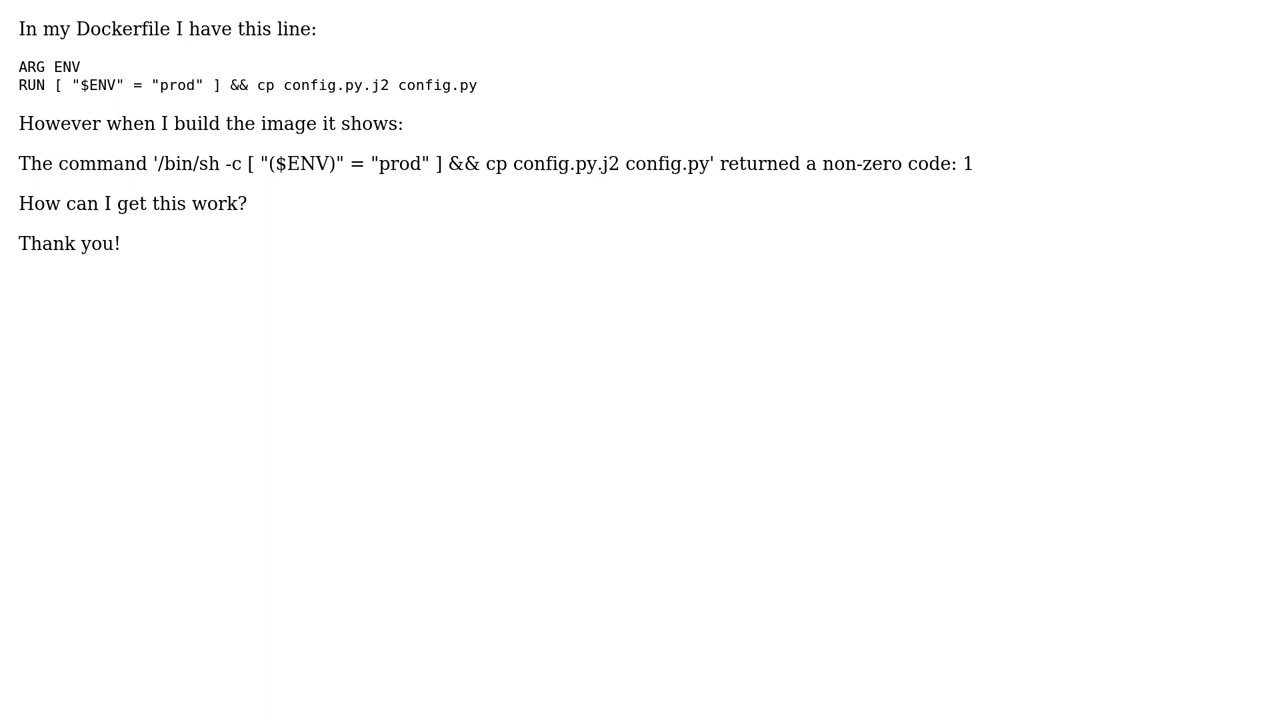 In my Dockerfile I have this line:
ARG ENV
RUN [ "$ENV" = "prod" ] && cp config.py.j2 config.py
However when I build the image it shows:
The command '/bin/sh -c [ "($ENV)" = "prod" ] && cp config.py.j2 config.py' returned a non-zero code: 1
How can I get this work?
Thank you!